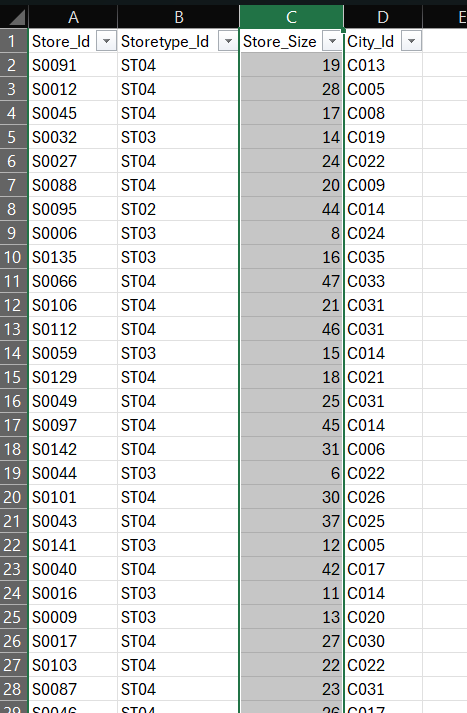 A B C D E
1 Store_Id Storetype_Id Store_Size City_Id
2 S0091 ST04 19 C013
3 S0012 ST04 28 C005
4 S0045 ST04 17 C008
5 S0032 ST03 14 C019
6 S0027 ST04 24 C022
7 S0088 ST04 20 C009
8 S0095 ST02 44 C014
9 S0006 ST03 8 C024
10 S0135 ST03 16 C035
11 S0066 ST04 47 C033
12 S0106 ST04 21 C031
13 S0112 ST04 46 C031
14 S0059 ST03 15 C014
15 S0129 ST04 18 C021
16 S0049 ST04 25 C031
17 S0097 ST04 45 C014
18 S0142 ST04 31 C006
19 S0044 ST03 6 C022
20 S0101 ST04 30 C026
21 S0043 ST04 37 C025
22 S0141 ST03 12 C005
23 S0040 ST04 42 C017
24 S0016 ST03 11 C014
25 S0009 ST03 13 C020
26 S0017 ST04 27 C030
27 S0103 ST04 22 C022
28 S0087 ST04 23 C031
29 S0046 ST04 26 C017